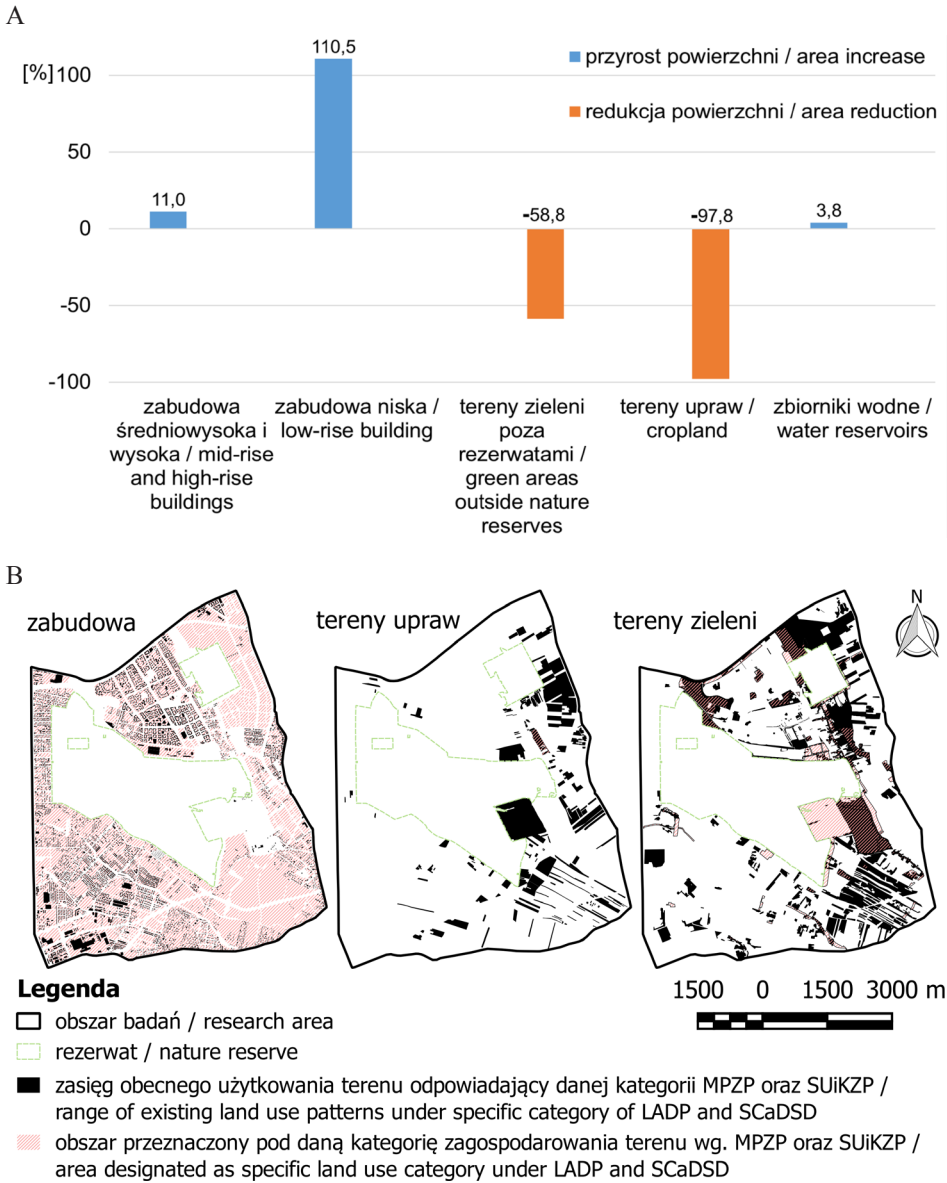 A
[%]
100
50
0
-50
-100
110,5
11,0
-58,8
-97,8
3,8
przyrost powierzchni / area increase
redukcja powierzchni / area reduction
zabudowa
średniowysoka i
wysoka / mid-rise
and high-rise
buildings
zabudowa niska /
low-rise building
tereny zieleni
poza
rezerwatami /
green areas
outside nature
reserves
tereny upraw /
cropland
zbiorniki wodne /
water reservoirs
B
zabudowa
tereny upraw
tereny zieleni
N
Legenda
1500 0 1500 3000 m
obszar badań / research area
rezerwat / nature reserve
zasięg obecnego użytkowania terenu odpowiadający danej kategorii MPZP oraz SUiKZP /
range of existing land use patterns under specific category of LADP and SCaDSD
obszar przeznaczony pod daną kategorię zagospodarowania terenu wg. MPZP oraz SUiKZP /
area designated as specific land use category under LADP and SCaDSD